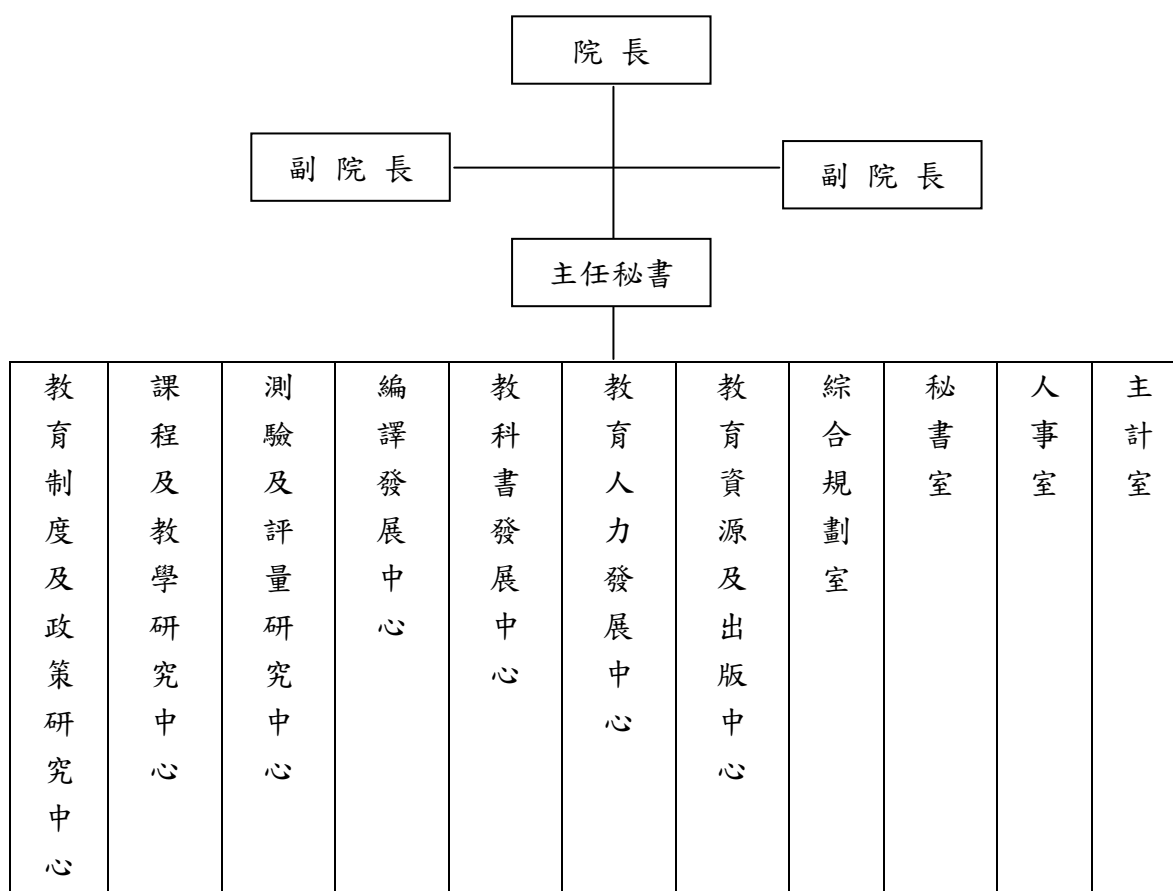 院 長
副 院 長
副 院 長
主任秘書
教育制度及政策研究中心
課程及教學研究中心
測驗及評量研究中心
編譯發展中心
教科書發展中心
教育人力發展中心
教育資源及出版中心
綜合規劃室
秘書室
人事室
主計室